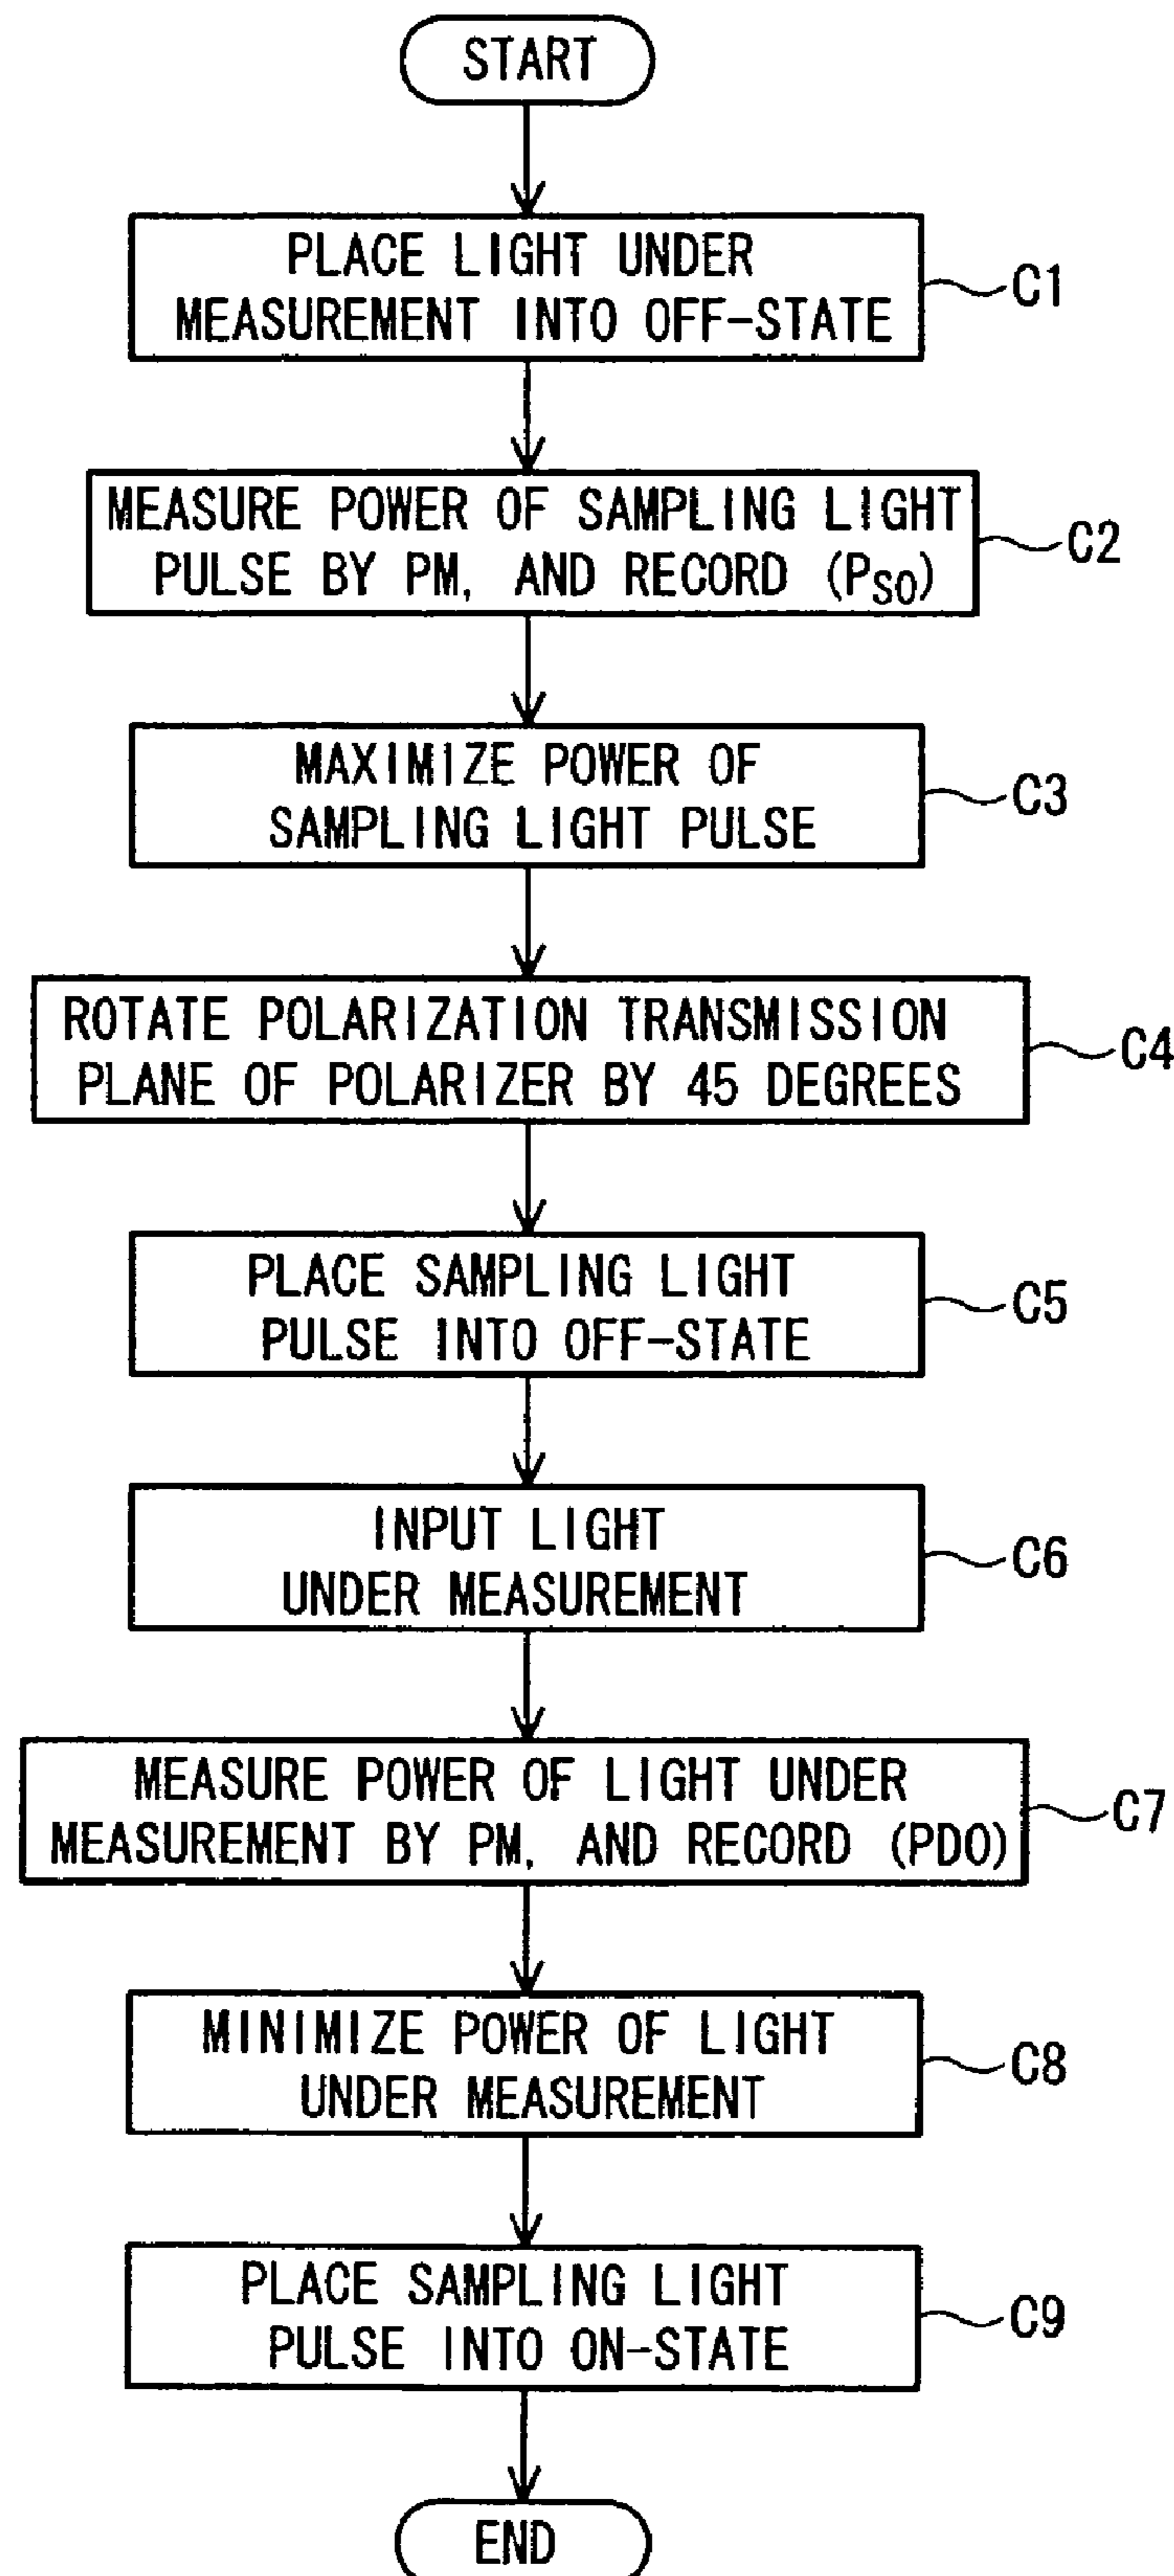 START
PLACE LIGHT UNDER
MEASUREMENT INTO OFF-STATE
C1
MEASURE POWER OF SAMPLING LIGHT
PULSE BY PM, AND RECORD (PS0)
C2
MAXIMIZE POWER OF
SAMPLING LIGHT PULSE
C3
ROTATE POLARIZATION TRANSMISSION
PLANE OF POLARIZER BY 45 DEGREES
C4
PLACE SAMPLING LIGHT
PULSE INTO OFF-STATE
C5
INPUT LIGHT
UNDER MEASUREMENT
C6
MEASURE POWER OF LIGHT UNDER
MEASUREMENT BY PM, AND RECORD (PD0)
C7
MINIMIZE POWER OF LIGHT
UNDER MEASUREMENT
C8
PLACE SAMPLING LIGHT
PULSE INTO ON-STATE
C9
END